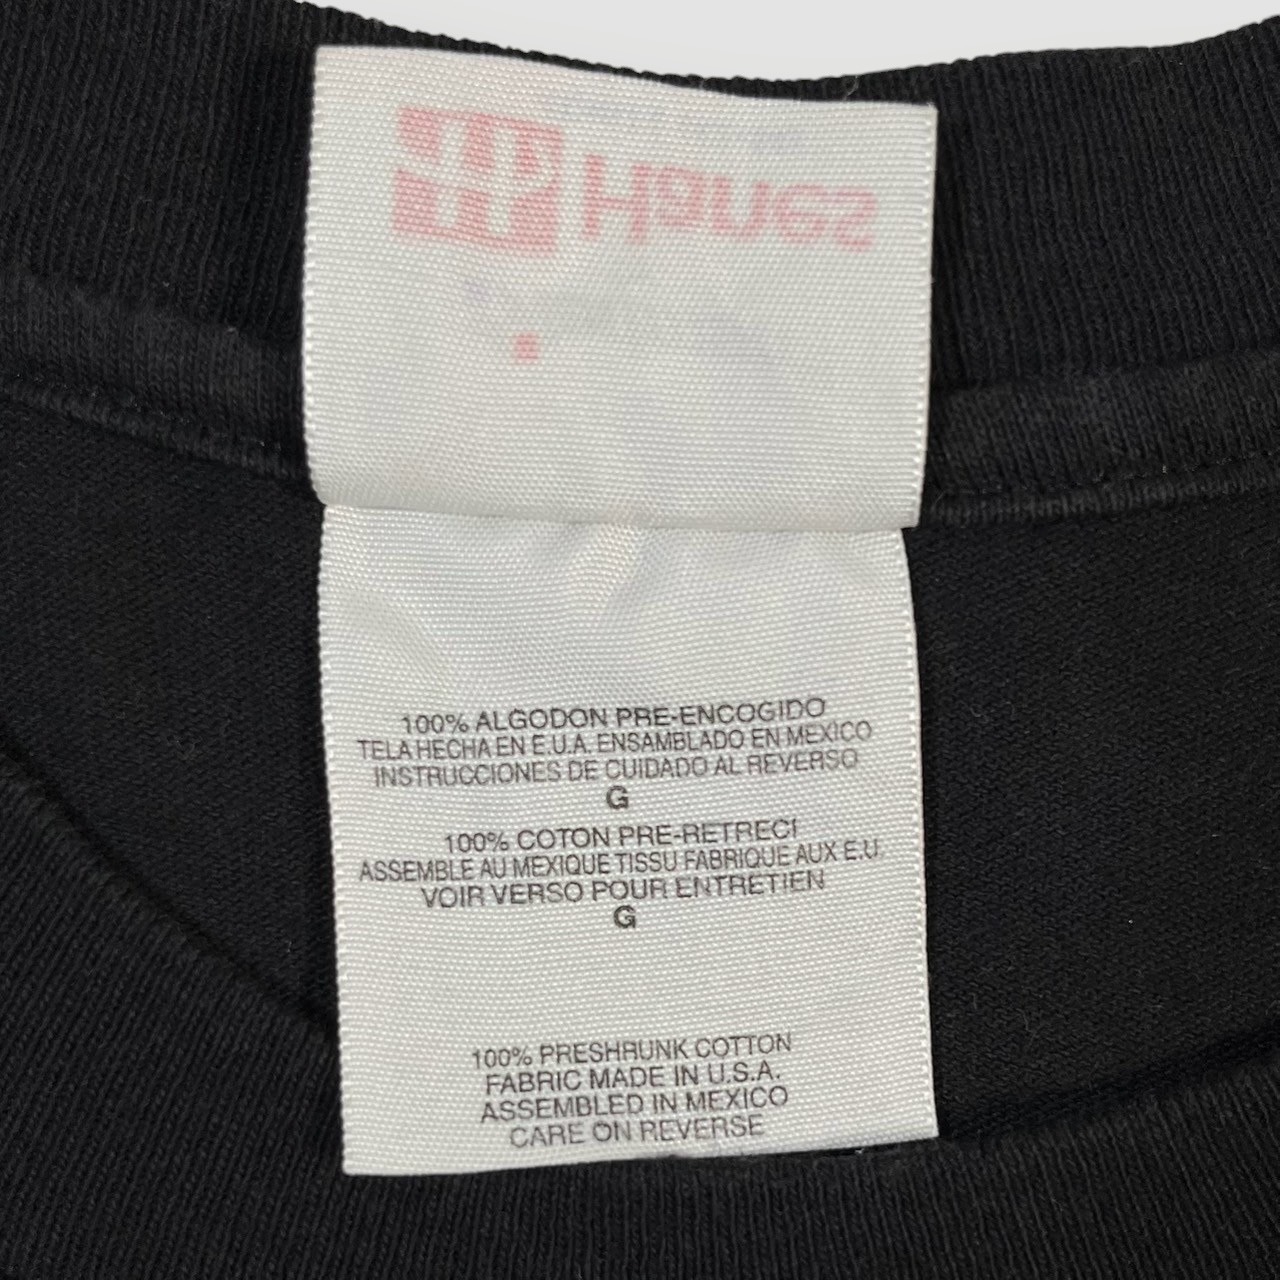 Hanes
100% ALGODON PRE-ENCOGIDO
TELA HECHA EN E.U.A. ENSAMBLADO EN MEXICO
INSTRUCCIONES DE CUIDADO AL REVERSO
G
100% COTON PRE-RETRECI
ASSEMBLE AU MEXIQUE TISSU FABRIQUE AUX E.U.
VOIR VERSO POUR ENTRETIEN
G
100% PRESHRUNK COTTON
FABRIC MADE IN U.S.A.
ASSEMBLED IN MEXICO
CARE ON REVERSE